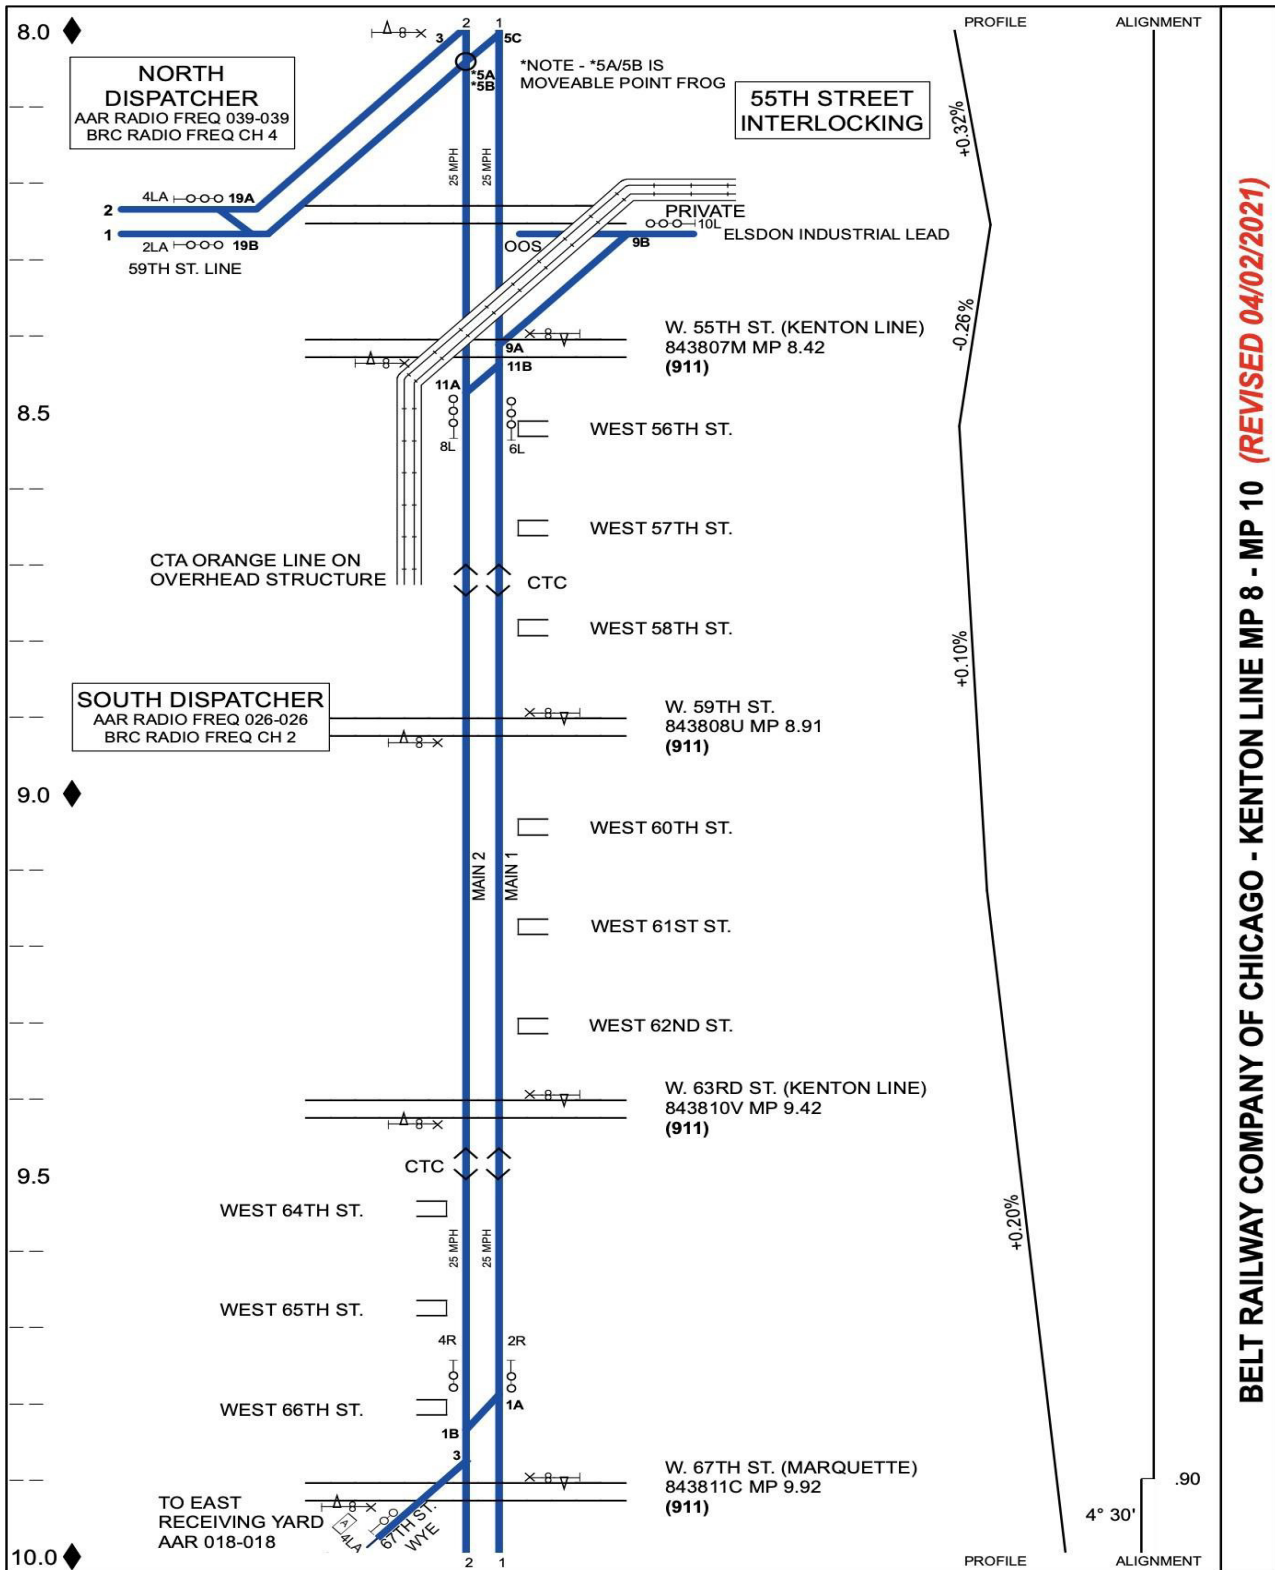 8.0
3
2
1
5C
PROFILE
ALIGNMENT
NORTH
DISPATCHER
AAR RADIO FREQ 039-039
BRC RADIO FREQ CH 4
*5A
*5B
*NOTE - *5A/5B IS
MOVEABLE POINT FROG
55TH STREET
INTERLOCKING
+0.32%
25 MPH
25 MPH
4LA
19A
2
1
2LA
19B
59TH ST. LINE
PRIVATE
10L
OOS
9B
ELSDON INDUSTRIAL LEAD
-0.26%
W. 55TH ST. (KENTON LINE)
843807M MP 8.42
(911)
9A
11B
11A
8.5
8L
6L
WEST 56TH ST.
WEST 57TH ST.
CTA ORANGE LINE ON
OVERHEAD STRUCTURE
CTC
WEST 58TH ST.
+0.10%
SOUTH DISPATCHER
AAR RADIO FREQ 026-026
BRC RADIO FREQ CH 2
W. 59TH ST.
843808U MP 8.91
(911)
9.0
WEST 60TH ST.
MAIN 2
MAIN 1
WEST 61ST ST.
WEST 62ND ST.
W. 63RD ST. (KENTON LINE)
843810V MP 9.42
(911)
CTC
9.5
WEST 64TH ST.
+0.20%
25 MPH
25 MPH
WEST 65TH ST.
4R
2R
WEST 66TH ST.
1A
1B
3
W. 67TH ST. (MARQUETTE)
843811C MP 9.92
(911)
.90
TO EAST
RECEIVING YARD
AAR 018-018
A
4LA
67TH ST.
WYE
4° 30'
10.0
2
1
PROFILE
ALIGNMENT
BELT RAILWAY COMPANY OF CHICAGO - KENTON LINE MP 8 - MP 10 (REVISED 04/02/2021)